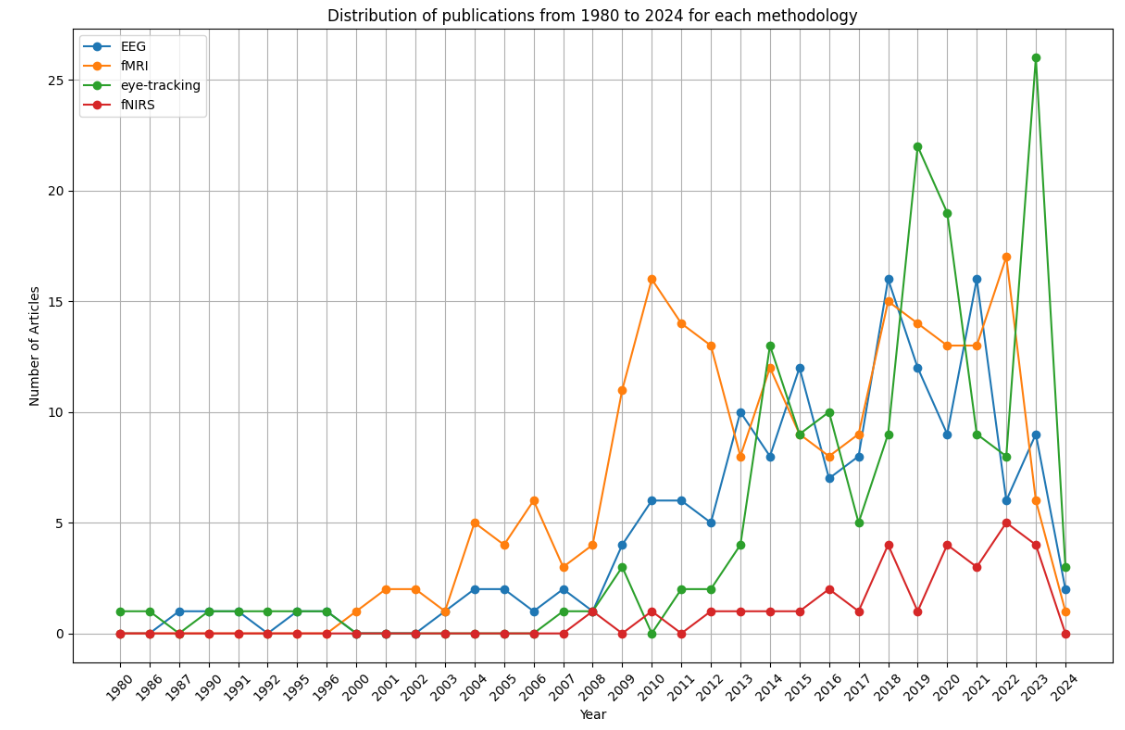 Distribution of publications from 1980 to 2024 for each methodology
EEG
fMRI
eye-tracking
fNIRS
Number of Articles
25
20
15
10
5
0
1980 1986 1987 1990 1991 1992 1995 1996 2000 2001 2002 2003 2004 2005 2006 2007 2008 2009 2010 2011 2012 2013 2014 2015 2016 2017 2018 2019 2020 2021 2022 2023 2024
Year